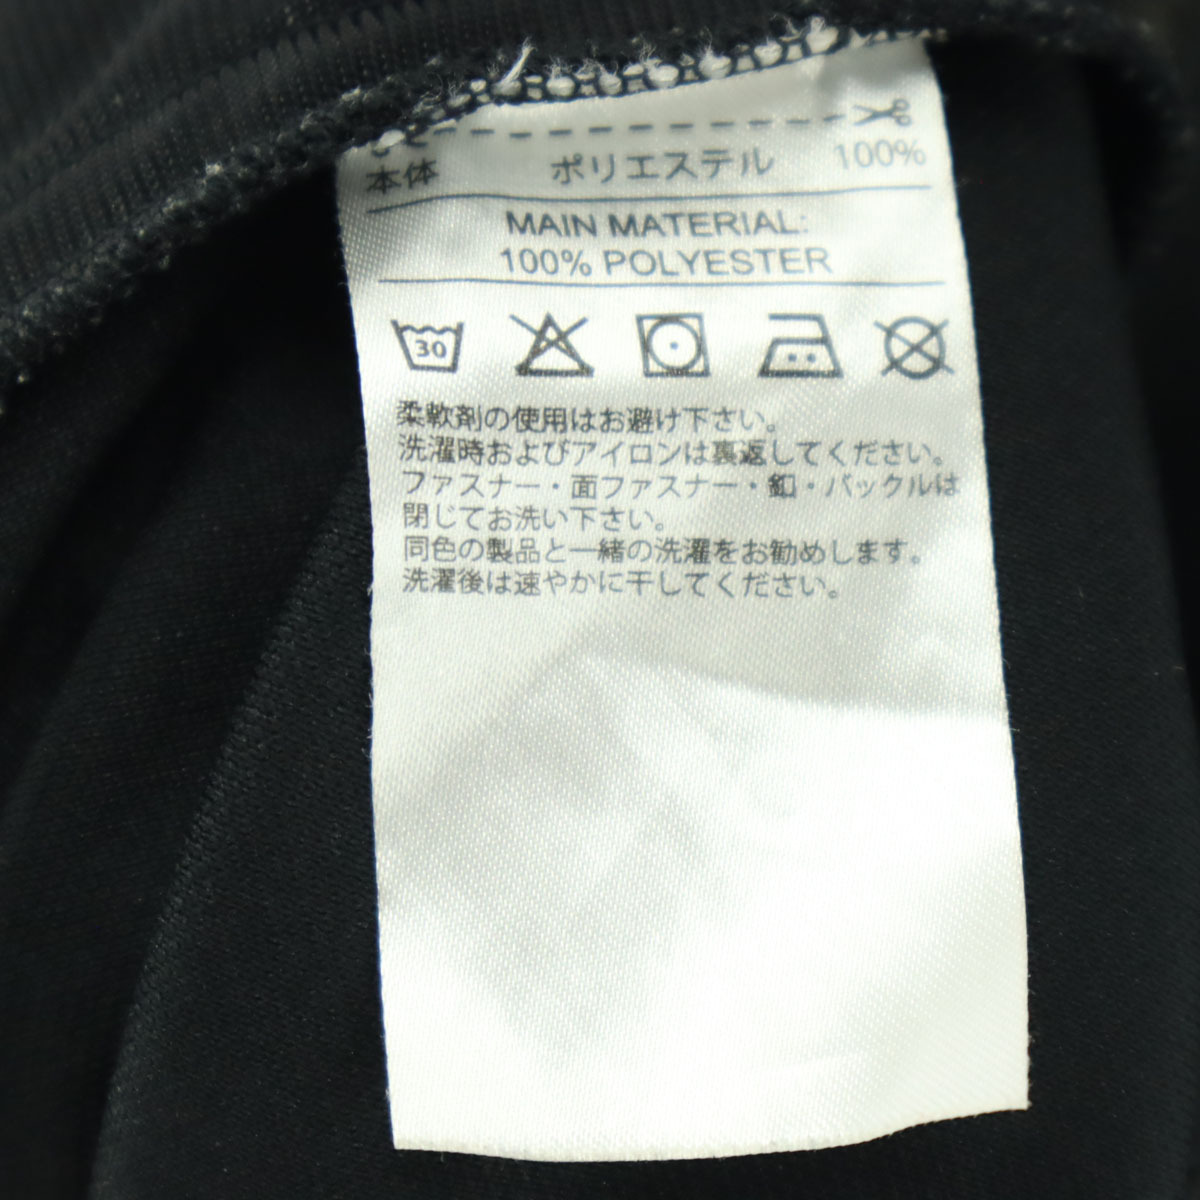 本体 ポリエステル 100%
MAIN MATERIAL:
100% POLYESTER
30
柔軟剤の使用はお避け下さい。
洗濯時およびアイロンは裏返してください。
ファスナー・面ファスナー・釦・バックルは
閉じてお洗い下さい。
同色の製品と一緒の洗濯をお勧めします。
洗濯後は速やかに干してください。